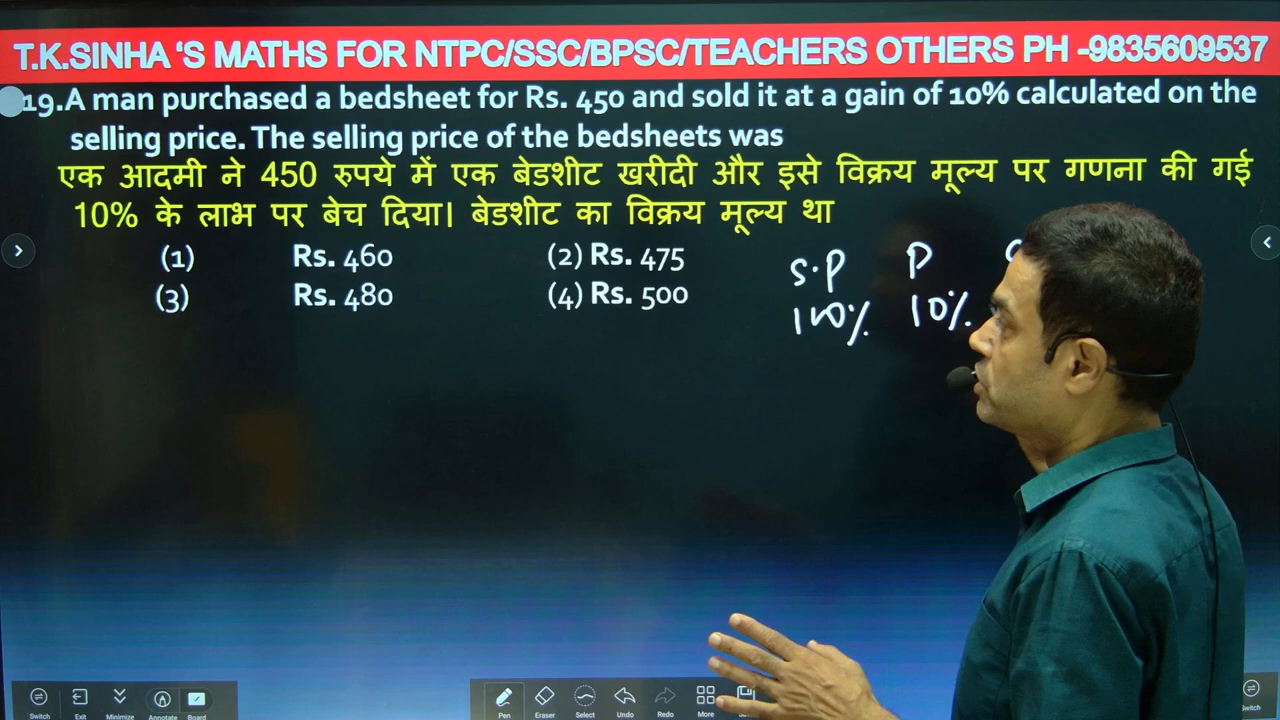 T.K.SINHA ‘S MATHS FOR NTPC/SSC/BPSC/TEACHERS OTHERS PH -9835609537
19.A man purchased a bedsheet for Rs. 450 and sold it at a gain of 10% calculated on the
selling price. The selling price of the bedsheets was
एक आदमी ने 450 रुपये में एक बेडशीट खरीदी और इसे विक्रय मूल्य पर गणना की गई
10% के लाभ पर बेच दिया। बेडशीट का विक्रय मूल्य था
(1) Rs. 460 (2) Rs. 475
(3) Rs. 480 (4) Rs. 500
S.P P
100% 10%
Switch Exit Minimize Annotate Board Pen Eraser Select Undo Redo More Switch